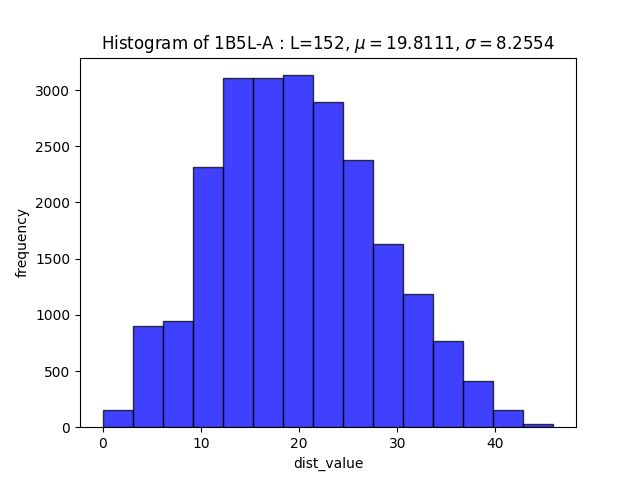 Histogram of 1B5L-A : L=152, μ = 19.8111, σ = 8.2554
3000
2500
2000
1500
1000
500
0
frequency
0 10 20 30 40
dist_value